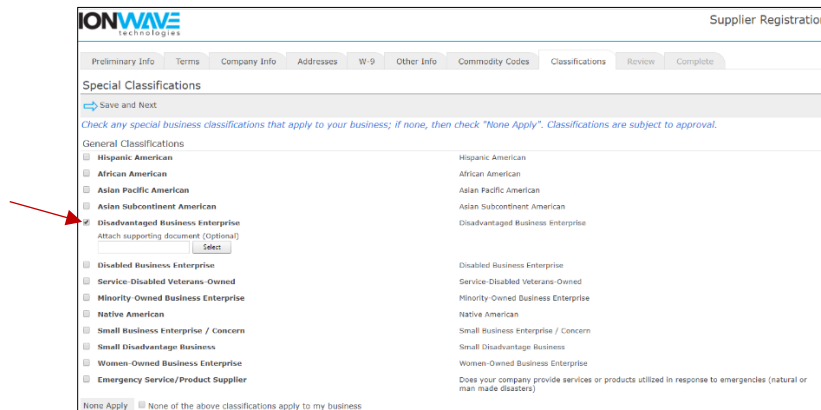 IONWAVE
technologies
Supplier Registration
Preliminary Info Terms Company Info Addresses W-9 Other Info Commodity Codes Classifications Review Complete
Special Classifications
Save and Next
Check any special business classifications that apply to your business; if none, then check "None Apply". Classifications are subject to approval.
General Classifications
Hispanic American Hispanic American
African American African American
Asian Pacific American Asian Pacific American
Asian Subcontinent American Asian Subcontinent American
Disadvantaged Business Enterprise Disadvantaged Business Enterprise
Attach supporting document (Optional)
Select
Disabled Business Enterprise Disabled Business Enterprise
Service-Disabled Veterans-Owned Service-Disabled Veterans-Owned
Minority-Owned Business Enterprise Minority-Owned Business Enterprise
Native American Native American
Small Business Enterprise / Concern Small Business Enterprise / Concern
Small Disadvantage Business Small Disadvantage Business
Women-Owned Business Enterprise Women-Owned Business Enterprise
Emergency Service/Product Supplier Does your company provide services or products utilized in response to emergencies (natural or
man made disasters)
None Apply None of the above classifications apply to my business